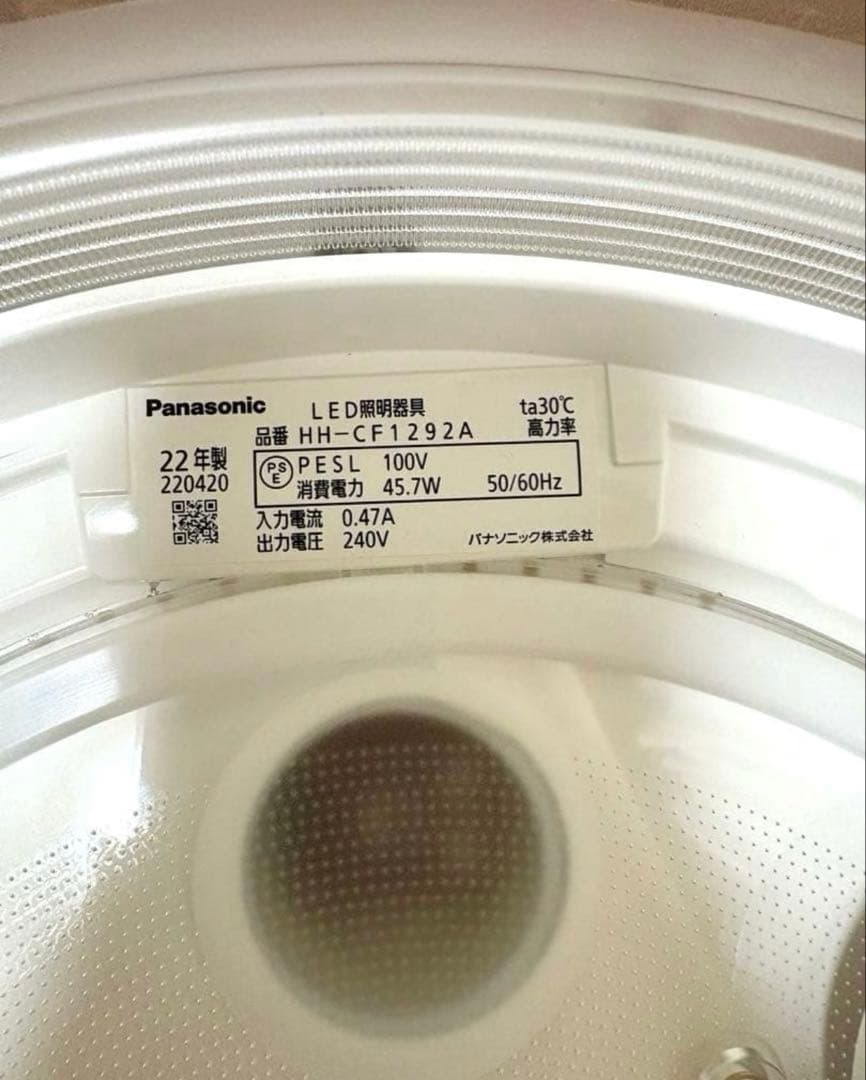 Panasonic LED照明器具 ta30℃
品番 HH-CF1292A 高力率
22年製
220420
PSE PESL 100V
消費電力 45.7W 50/60Hz
入力電流 0.47A
出力電圧 240V パナソニック株式会社